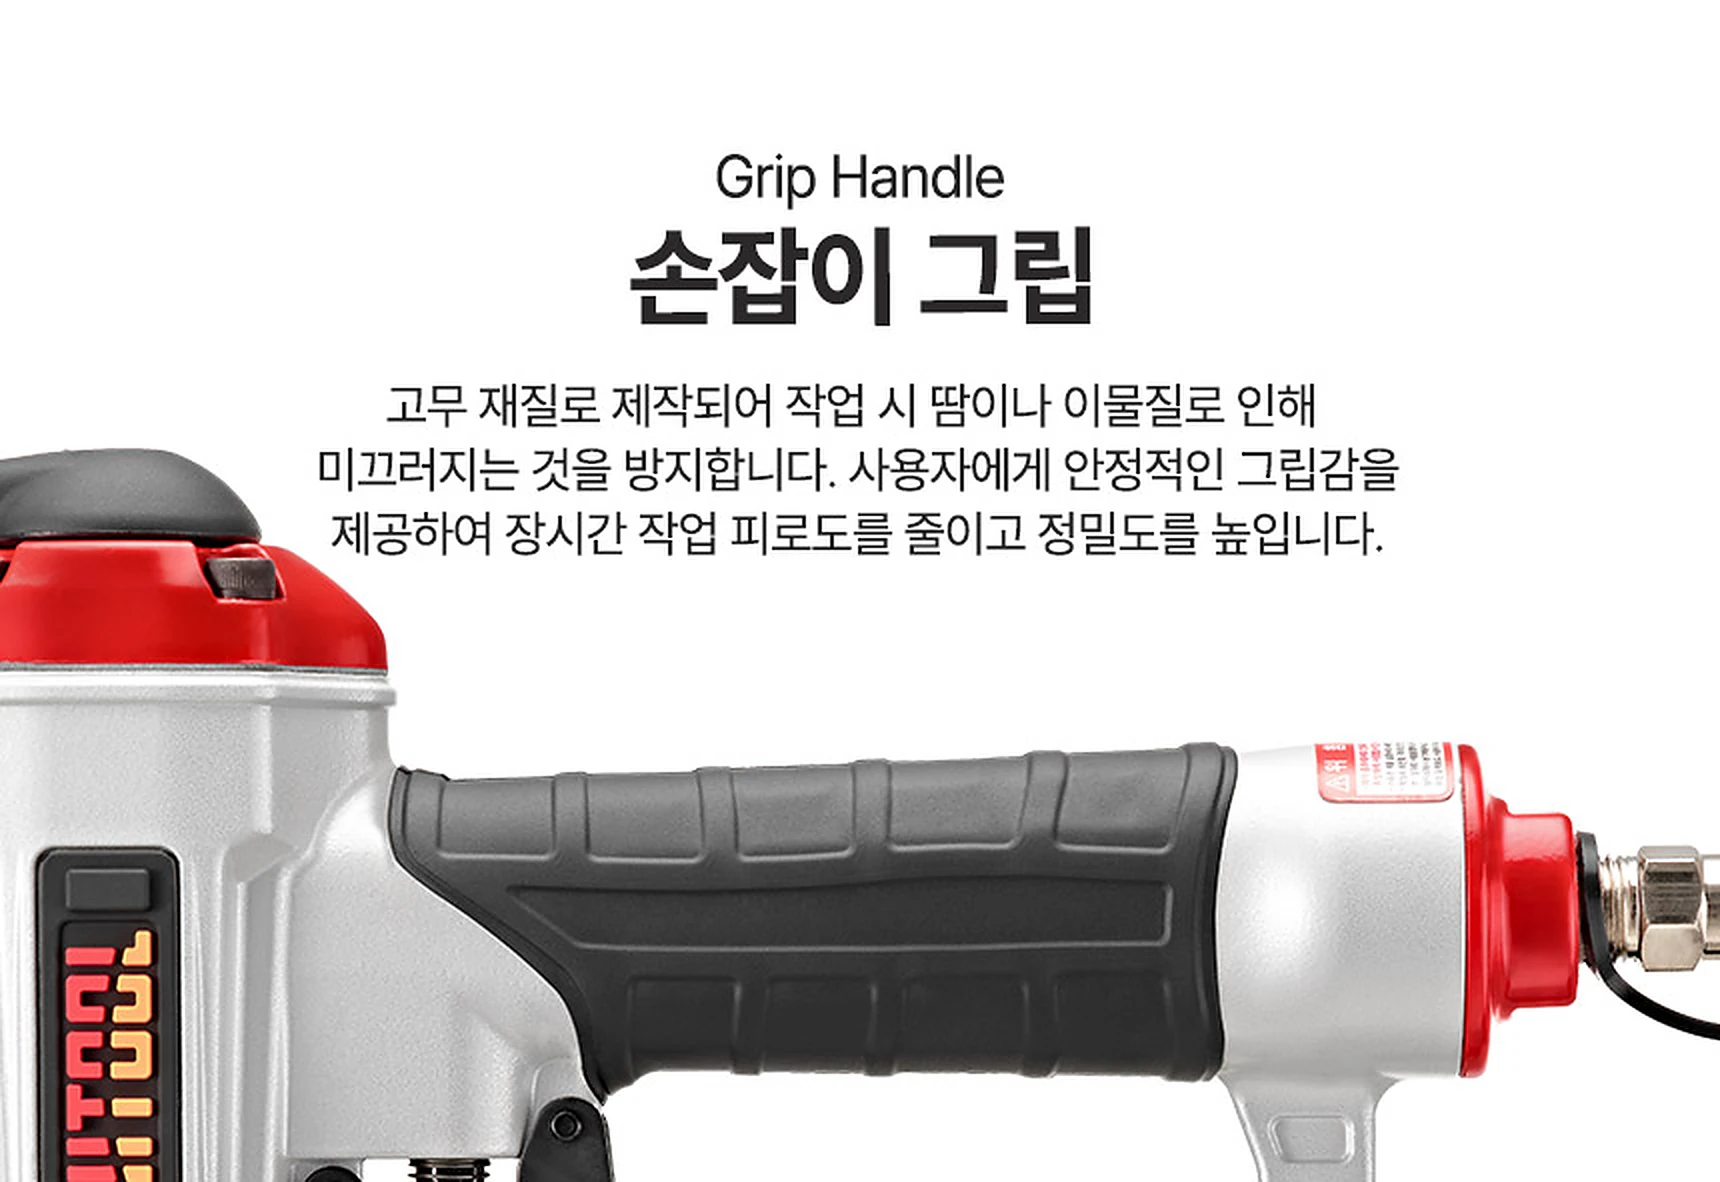 Grip Handle
손잡이 그립
고무 재질로 제작되어 작업 시 땀이나 이물질로 인해
미끄러지는 것을 방지합니다. 사용자에게 안정적인 그립감을
제공하여 장시간 작업 피로도를 줄이고 정밀도를 높입니다.